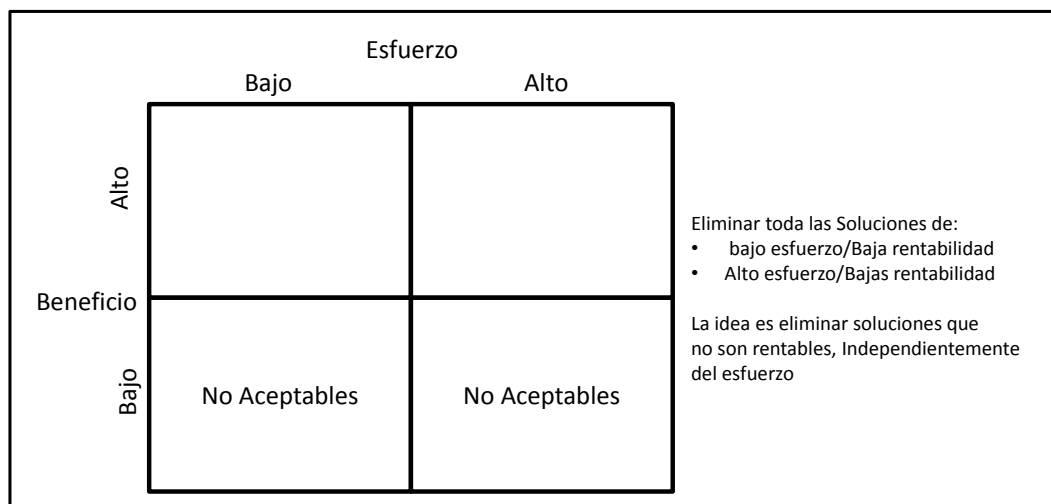 Esfuerzo
Bajo Alto
Alto
Beneficio
Bajo
No Aceptables No Aceptables
Eliminar toda las Soluciones de:
• bajo esfuerzo/Baja rentabilidad
• Alto esfuerzo/Bajas rentabilidad
La idea es eliminar soluciones que
no son rentables, Independientemente
del esfuerzo